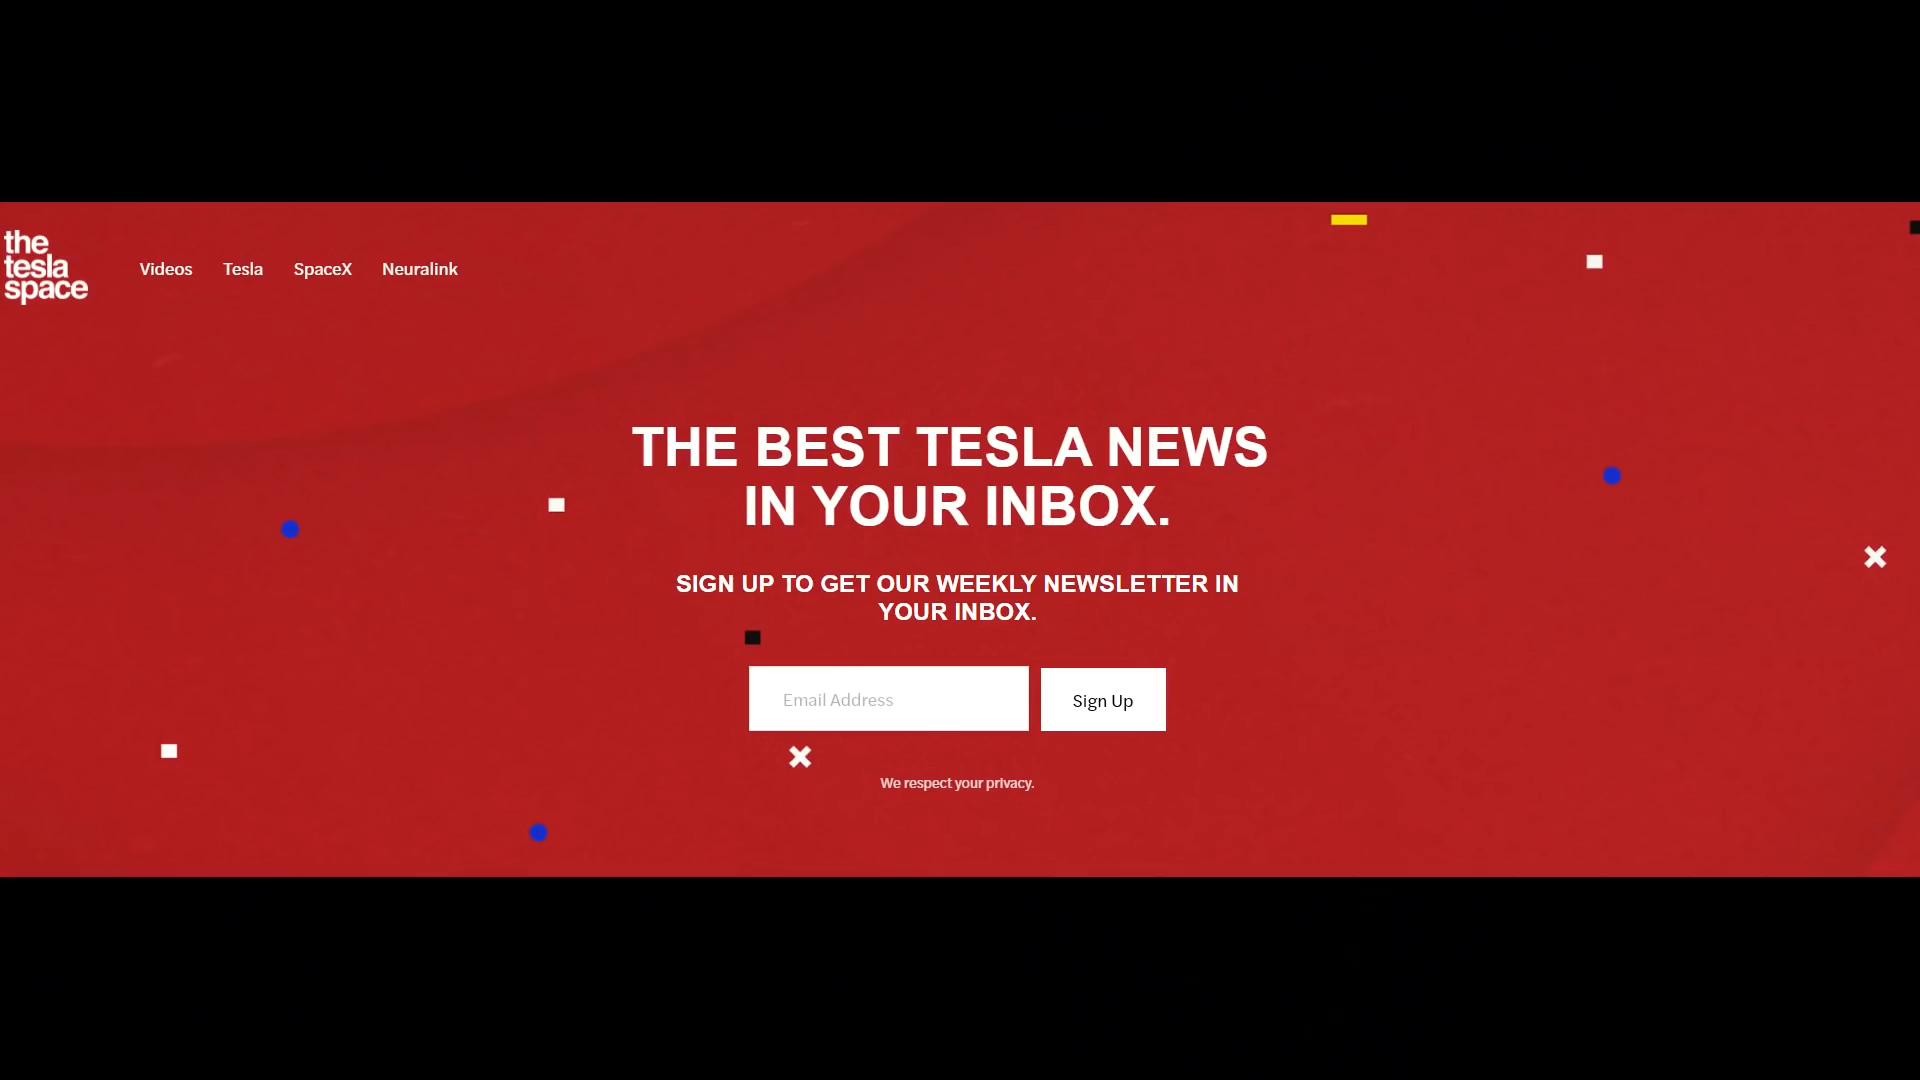 the
tesla
space
Videos Tesla SpaceX Neuralink
THE BEST TESLA NEWS
IN YOUR INBOX.
SIGN UP TO GET OUR WEEKLY NEWSLETTER IN
YOUR INBOX.
Email Address Sign Up
We respect your privacy.